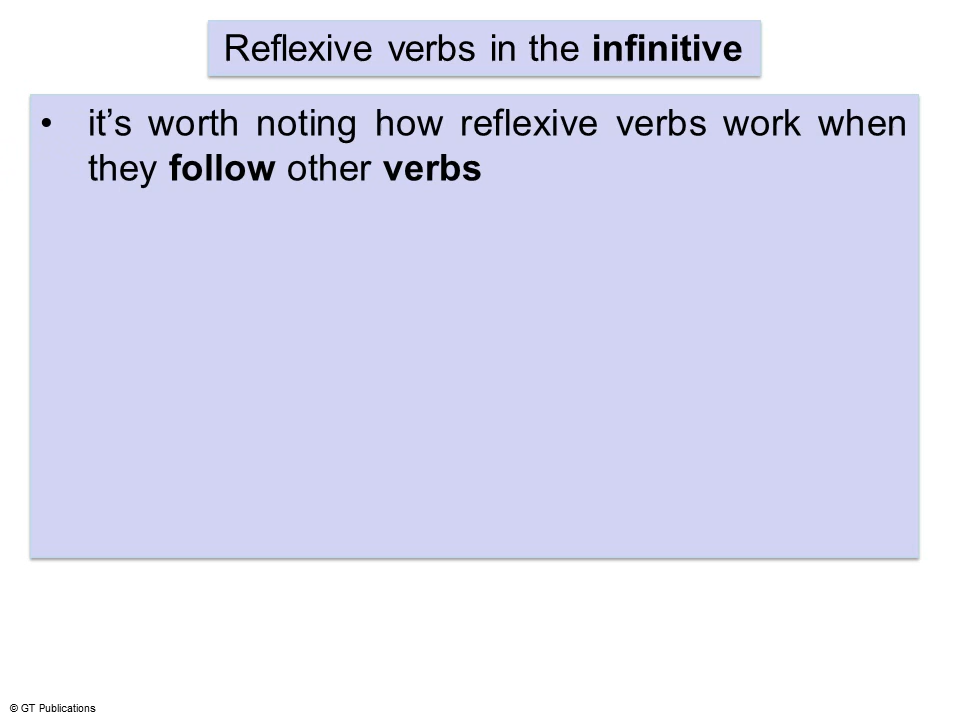 Reflexive verbs in the infinitive
• it’s worth noting how reflexive verbs work when
they follow other verbs
© GT Publications